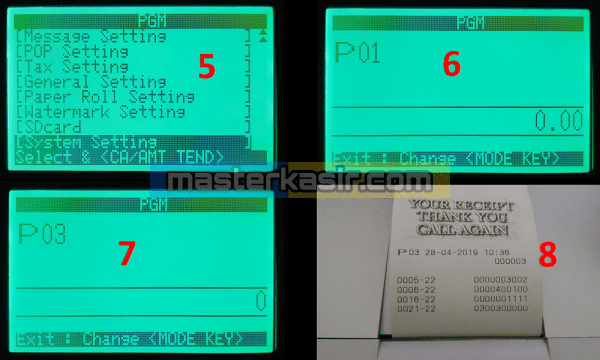 PGM
[Message Setting ]
[POP Setting ]
[Tax Setting ]
[General Setting ]
[Paper Roll Setting ]
[Watermark Setting ]
[SDcard ]
[System Setting ]
Select & <CA/AMT TEND>
5
PGM
P01
0.00
Exit : Change <MODE KEY>
6
masterkasir.com
PGM
P03
0
Exit : Change <MODE KEY>
7
YOUR RECEIPT
THANK YOU
CALL AGAIN
P03 28-04-2019 10:36
000003
0005-22 0000003002
0006-22 0000400100
0016-22 0000001111
0021-22 0300300000
8